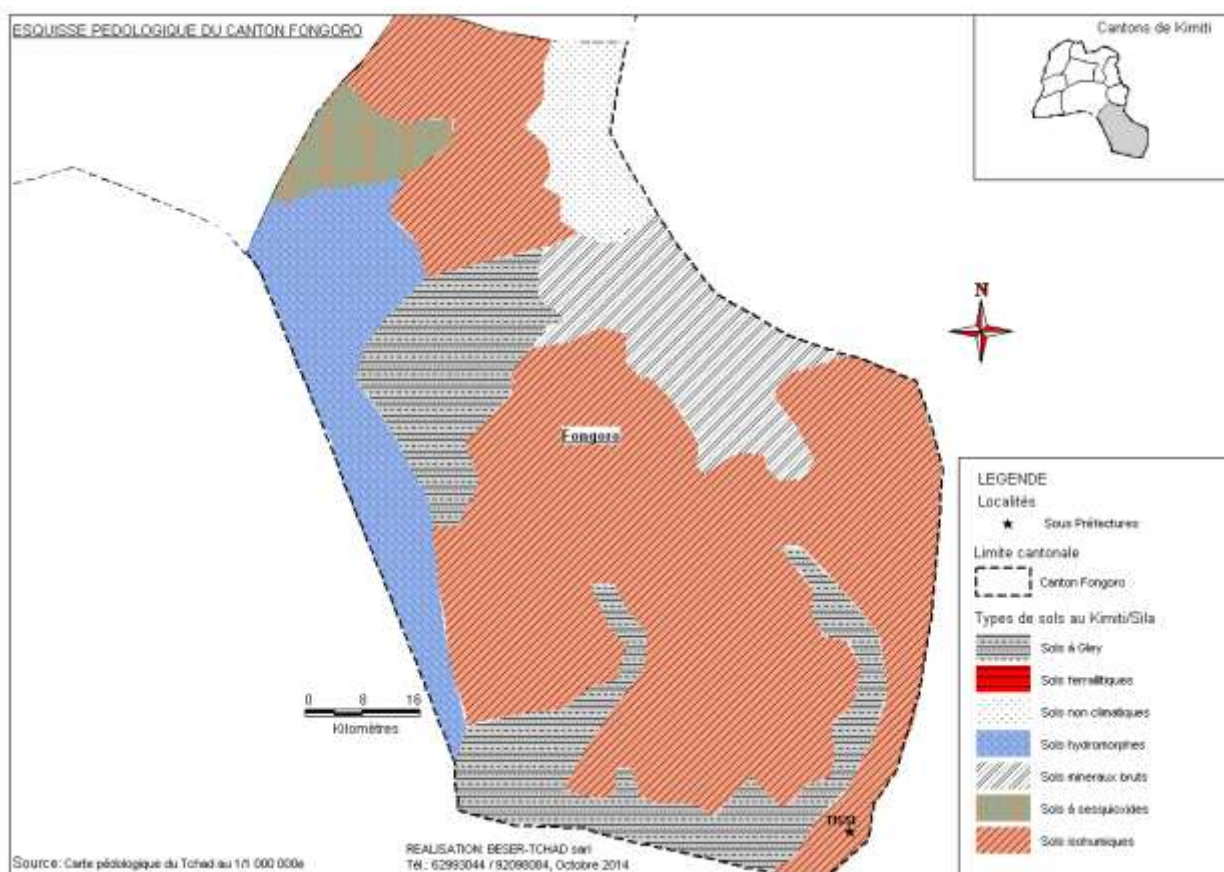 ESQUISSE PEDOLOGIQUE DU CANTON FONGORO
Cantons de Kimiti
N
Fongoro
LEGENDE
Localités
Sous Préfectures
Limite cantonale
Canton Fongoro
Types de sols au Kimiti/Sila
Sols à Gley
Sols ferralitiques
Sols non climatiques
Sols hydromorphes
Sols mineraux bruts
Sols à sesquioxides
Sols isohumiques
0 8 16
Kilomètres
TISSI
REALISATION: BESER-TCHAD sarl
Tél.: 62993044 / 92098084, Octobre 2014
Source: Carte pédologique du Tchad au 1/1 000 000e